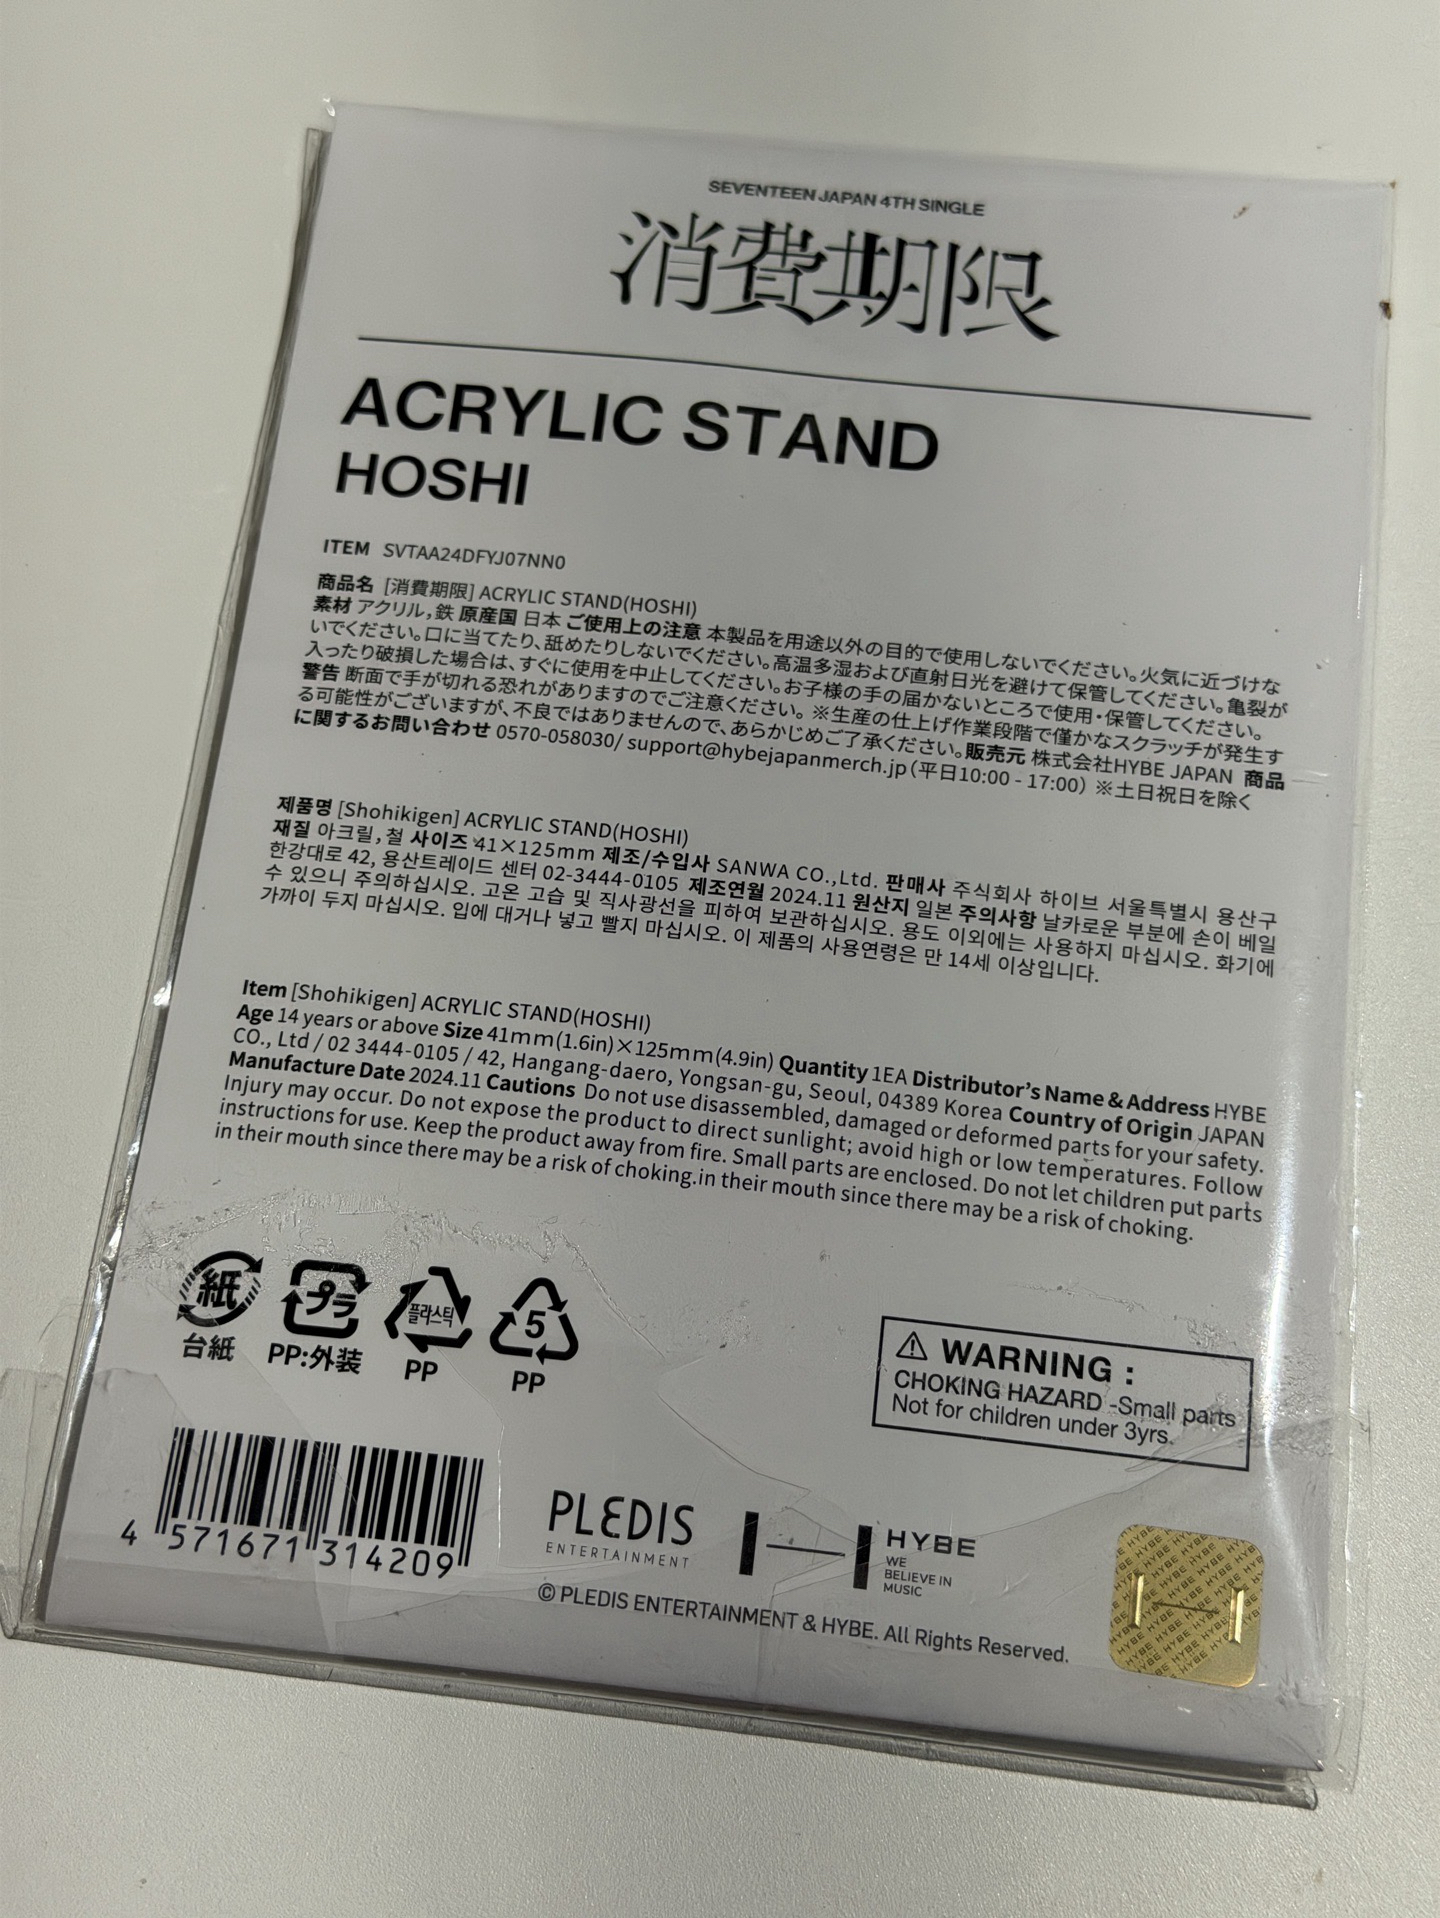 SEVENTEEN JAPAN 4TH SINGLE
消費期限
ACRYLIC STAND
HOSHI
ITEM SVTAA24DFYJ07NN0
商品名 [消費期限] ACRYLIC STAND(HOSHI)
素材 アクリル,鉄 原産国 日本 ご使用上の注意 本製品を用途以外の目的で使用しないでください。火気に近づけな
いでください。口に当てたり、舐めたりしないでください。高温多湿および直射日光を避けて保管してください。亀裂が
入ったり破損した場合は、すぐに使用を中止してください。お子様の手の届かないところで使用・保管してください。
警告 断面で手が切れる恐れがありますのでご注意ください。 ※生産の仕上げ作業段階で僅かなスクラッチが発生す
る可能性がございますが、不良ではありませんので、あらかじめご了承ください。販売元 株式会社HYBE JAPAN 商品
に関するお問い合わせ 0570-058030/ support@hybejapanmerch.jp（平日10:00 - 17:00） ※土日祝日を除く
제품명 [Shohikigen] ACRYLIC STAND(HOSHI)
재질 아크릴, 철 사이즈 41×125mm 제조/수입사 SANWA CO.,Ltd. 판매사 주식회사 하이브 서울특별시 용산구
한강대로 42, 용산트레이드 센터 02-3444-0105 제조연월 2024.11 원산지 일본 주의사항 날카로운 부분에 손이 베일
수 있으니 주의하십시오. 고온 고습 및 직사광선을 피하여 보관하십시오. 용도 이외에는 사용하지 마십시오. 화기에
가까이 두지 마십시오. 입에 대거나 넣고 빨지 마십시오. 이 제품의 사용연령은 만 14세 이상입니다.
Item [Shohikigen] ACRYLIC STAND(HOSHI)
Age 14 years or above Size 41mm(1.6in)×125mm(4.9in) Quantity 1EA Distributor's Name & Address HYBE
CO., Ltd / 02 3444-0105 / 42, Hangang-daero, Yongsan-gu, Seoul, 04389 Korea Country of Origin JAPAN
Manufacture Date 2024.11 Cautions Do not use disassembled, damaged or deformed parts for your safety.
Injury may occur. Do not expose the product to direct sunlight; avoid high or low temperatures. Follow
instructions for use. Keep the product away from fire. Small parts are enclosed. Do not let children put parts
in their mouth since there may be a risk of choking.in their mouth since there may be a risk of choking.
紙 プラ 플라스틱 5
台紙 PP:外装 PP PP
WARNING :
CHOKING HAZARD -Small parts
Not for children under 3yrs.
4 571671 314209
PLEDIS
ENTERTAINMENT
HYBE
WE
BELIEVE IN
MUSIC
© PLEDIS ENTERTAINMENT & HYBE. All Rights Reserved.
HYBE HYBE HYBE HYBE